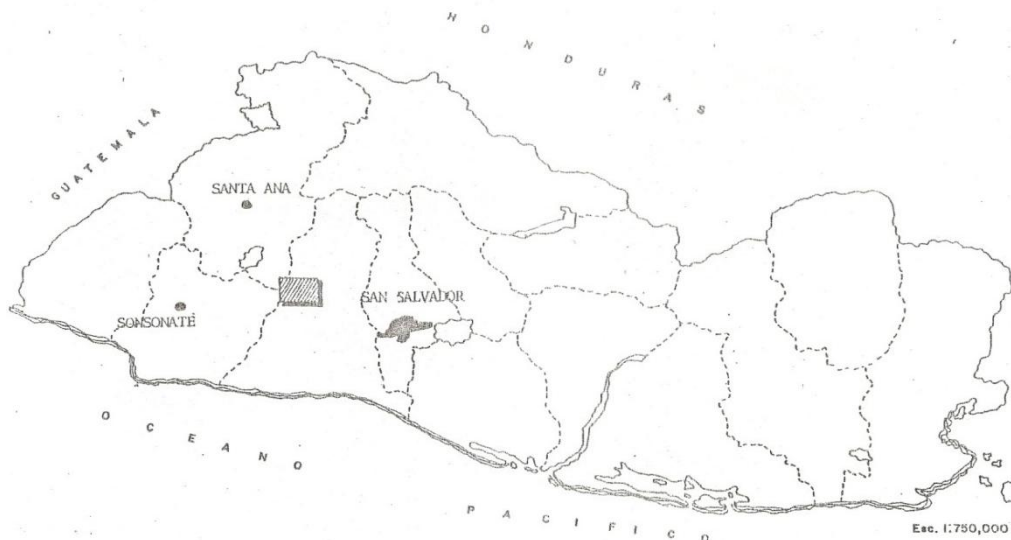 HONDURAS
GUATEMALA
SANTA ANA
SAN SALVADOR
SONSONATE
OCEANO
PACIFICO
Esc. 1:750,000